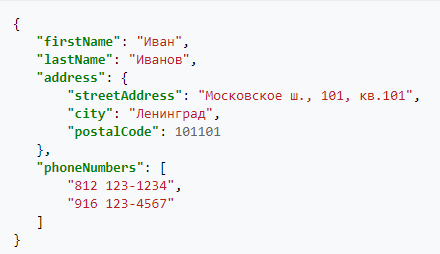 {
   "firstName": "Иван",
   "lastName": "Иванов",
   "address": {
       "streetAddress": "Московское ш., 101, кв.101",
       "city": "Ленинград",
       "postalCode": 101101
   },
   "phoneNumbers": [
       "812 123-1234",
       "916 123-4567"
   ]
}